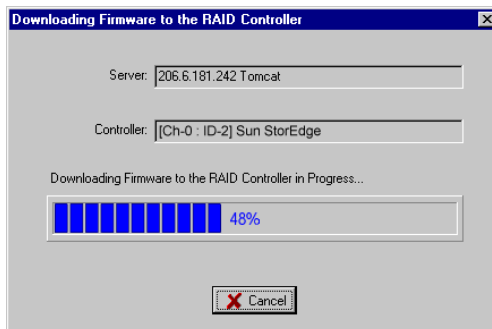 Downloading Firmware to the RAID Controller
Server: 206.6.181.242 Tomcat
Controller: [Ch-0 : ID-2] Sun StorEdge
Downloading Firmware to the RAID Controller in Progress...
48%
Cancel